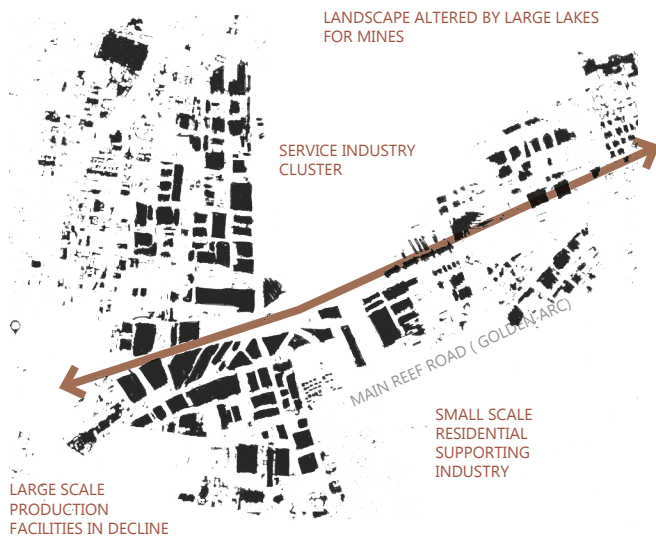 LANDSCAPE ALTERED BY LARGE LAKES
FOR MINES
SERVICE INDUSTRY
CLUSTER
MAIN REEF ROAD ( GOLDEN ARC)
SMALL SCALE
RESIDENTIAL
SUPPORTING
INDUSTRY
LARGE SCALE
PRODUCTION
FACILITIES IN DECLINE